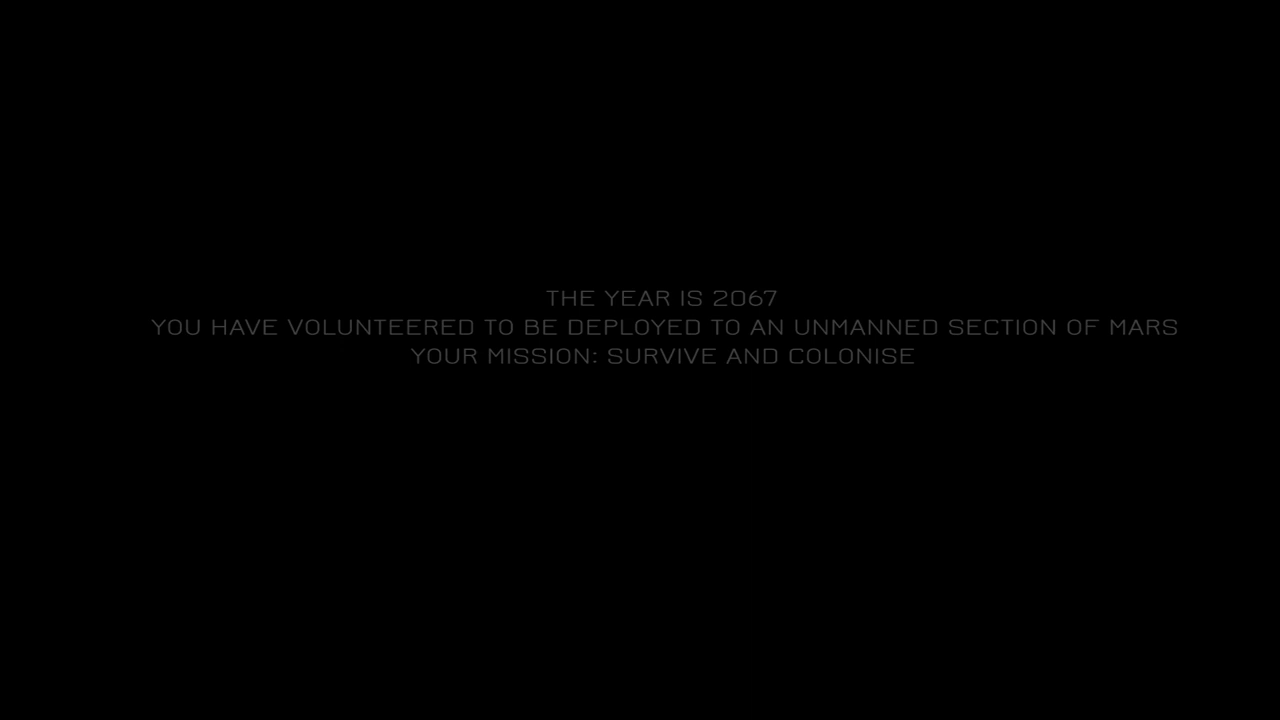 THE YEAR IS 2067
YOU HAVE VOLUNTEERED TO BE DEPLOYED TO AN UNMANNED SECTION OF MARS
YOUR MISSION: SURVIVE AND COLONISE